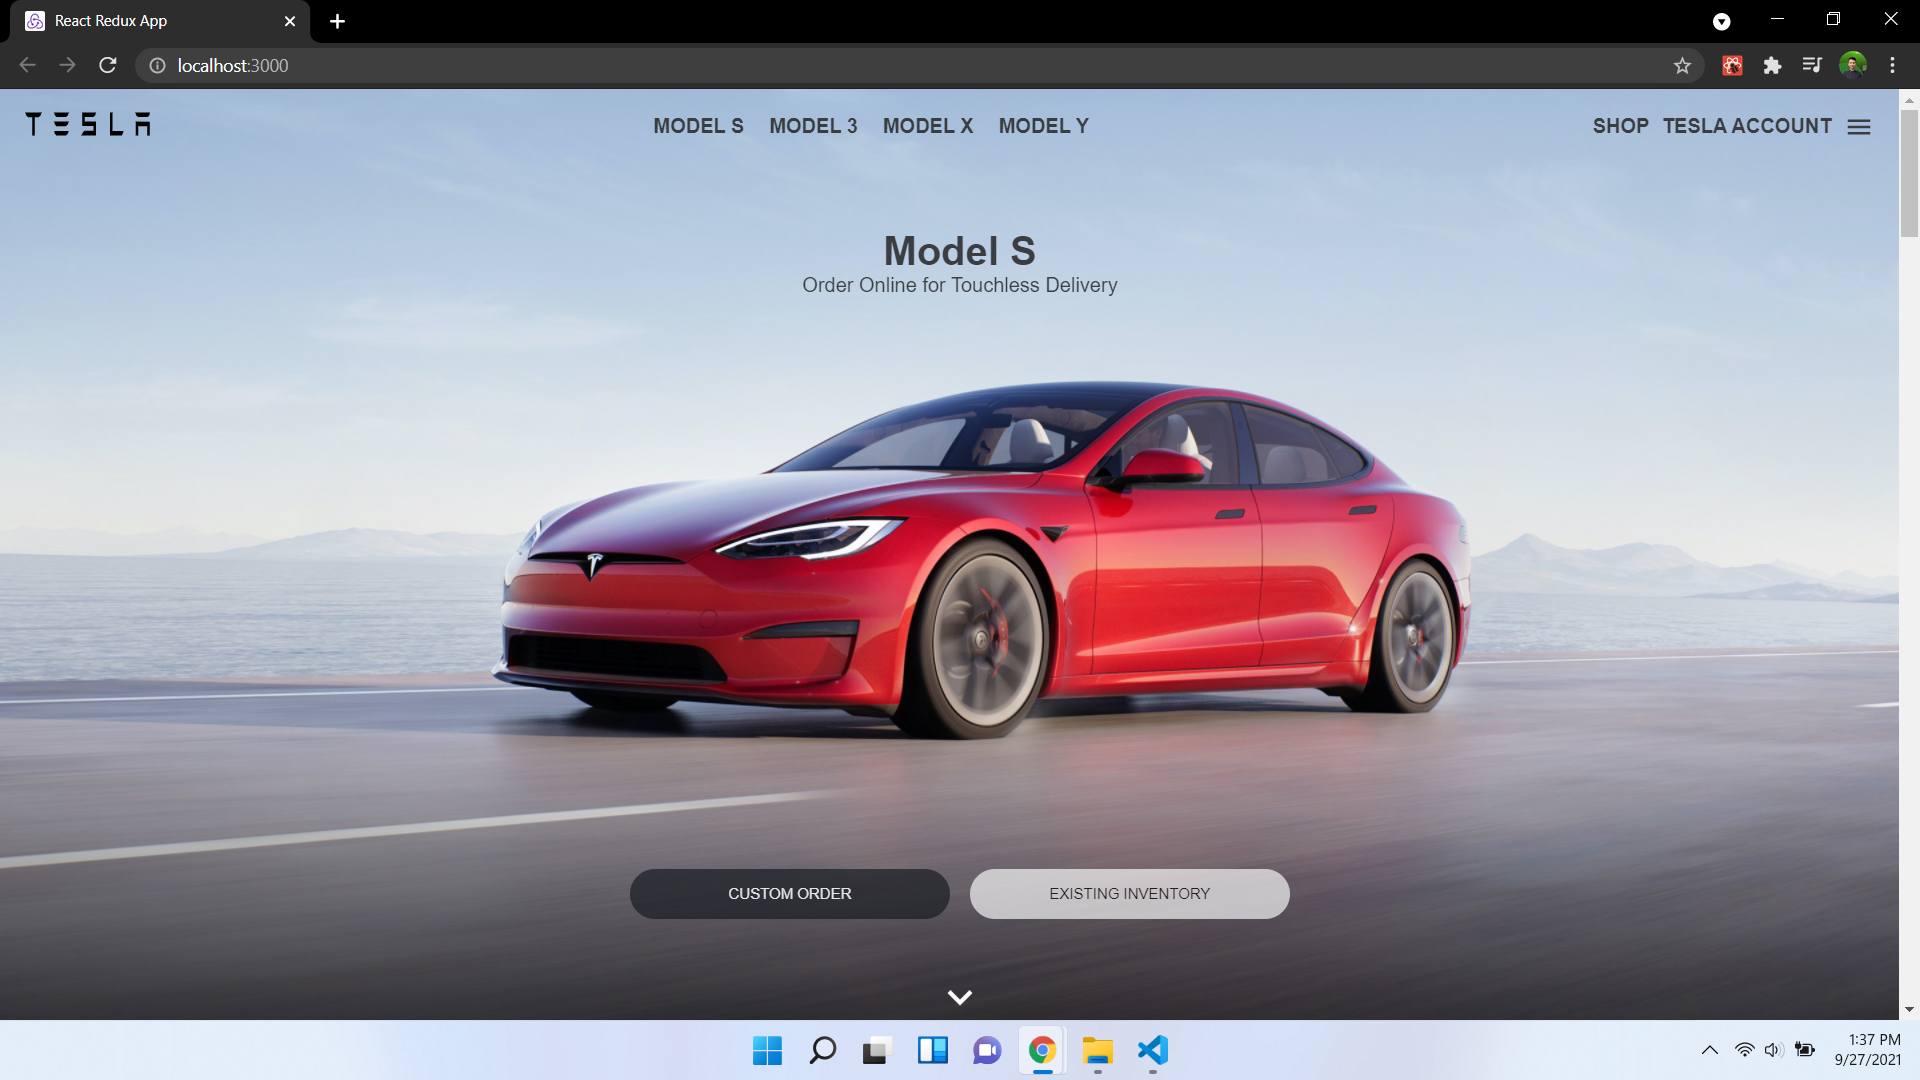 React Redux App
localhost:3000
TESLA
MODEL S MODEL 3 MODEL X MODEL Y
SHOP TESLA ACCOUNT
Model S
Order Online for Touchless Delivery
CUSTOM ORDER
EXISTING INVENTORY
1:37 PM
9/27/2021